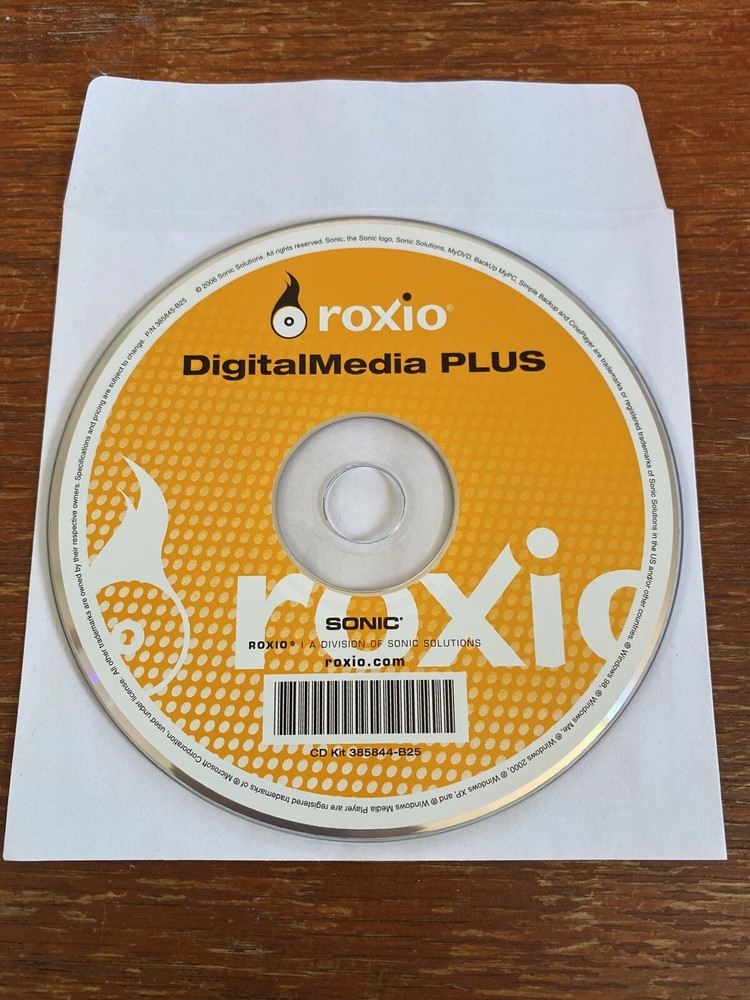 roxio®
DigitalMedia PLUS
roxio
SONIC®
ROXIO® | A DIVISION OF SONIC SOLUTIONS
roxio.com
CD Kit 385844-B25
© 2006 Sonic Solutions. All rights reserved. Sonic, the Sonic logo, Sonic Solutions, MyDVD, BackUp MyPC, Simple Backup and CinePlayer are trademarks or registered trademarks of Sonic Solutions in the US and/or other countries. ® Windows 98, ® Windows Me, ® Windows 2000, ® Windows XP, and ® Windows Media Player are registered trademarks of ® Microsoft Corporation, used under license. All other trademarks are owned by their respective owners. Specifications and pricing are subject to change. P/N 385845-B25